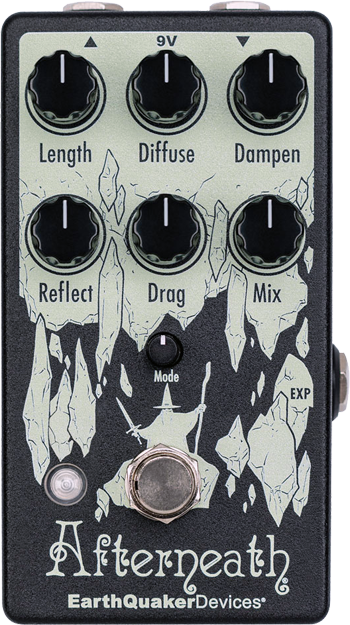 9V
Length Diffuse Dampen
Reflect Drag Mix
Mode
EXP
Afterneath
EarthQuakerDevices